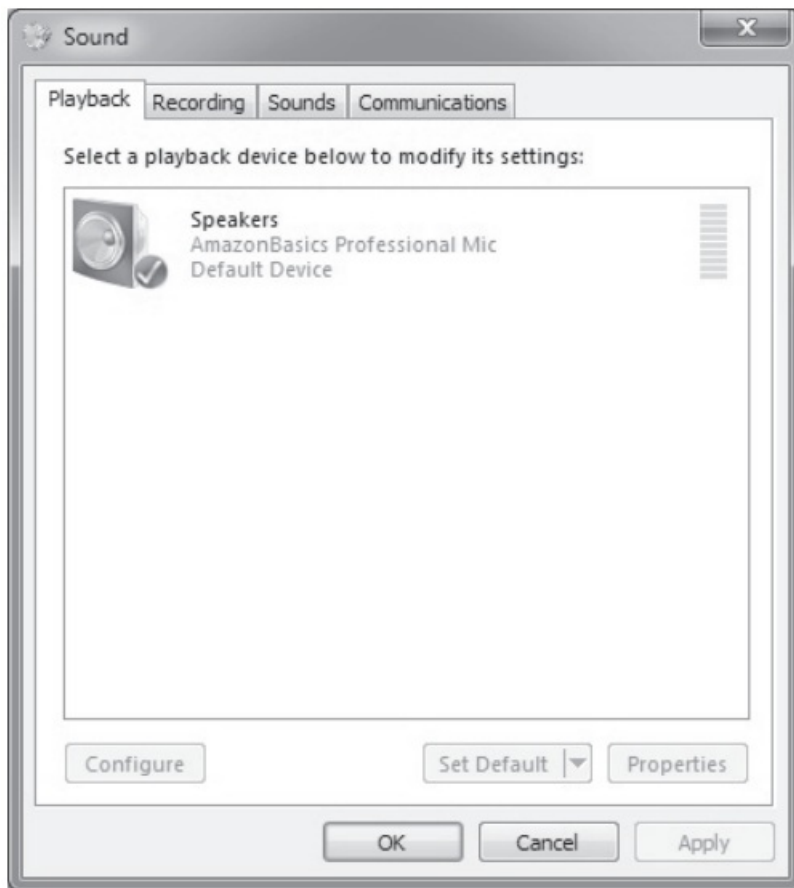 Sound
Playback Recording Sounds Communications
Select a playback device below to modify its settings:
Speakers
AmazonBasics Professional Mic
Default Device
Configure Set Default Properties
OK Cancel Apply